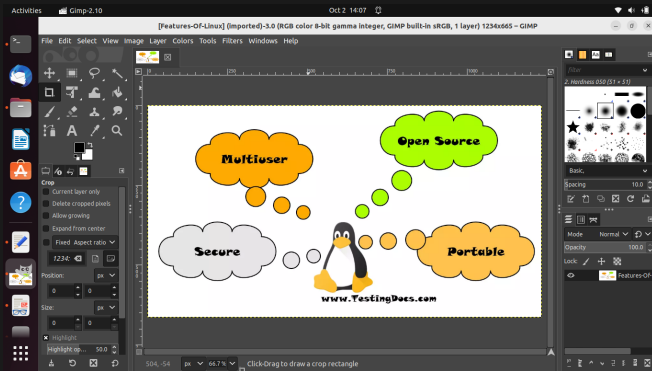 Activities
Gimp-2.10
Oct 2 14:07
[Features-Of-Linux] (imported)-3.0 (RGB color 8-bit gamma integer, GIMP built-in sRGB, 1 layer) 1234x665 – GIMP
File Edit Select View Image Layer Colors Tools Filters Windows Help
filter
2. Hardness 050 (51 × 51)
Multiuser
Open Source
Basic,
Spacing 10.0
Crop
Current layer only
Delete cropped pixels
Allow growing
Expand from center
Fixed Aspect ratio
1234:
Position:
px
0 0
Size:
px
0 0
Highlight
Highlight op... 50.0
Secure
Portable
www.TestingDocs.com
Mode Normal
Opacity 100.0
Lock:
Features-Of-
504, -54 px 66.7% Click-Drag to draw a crop rectangle